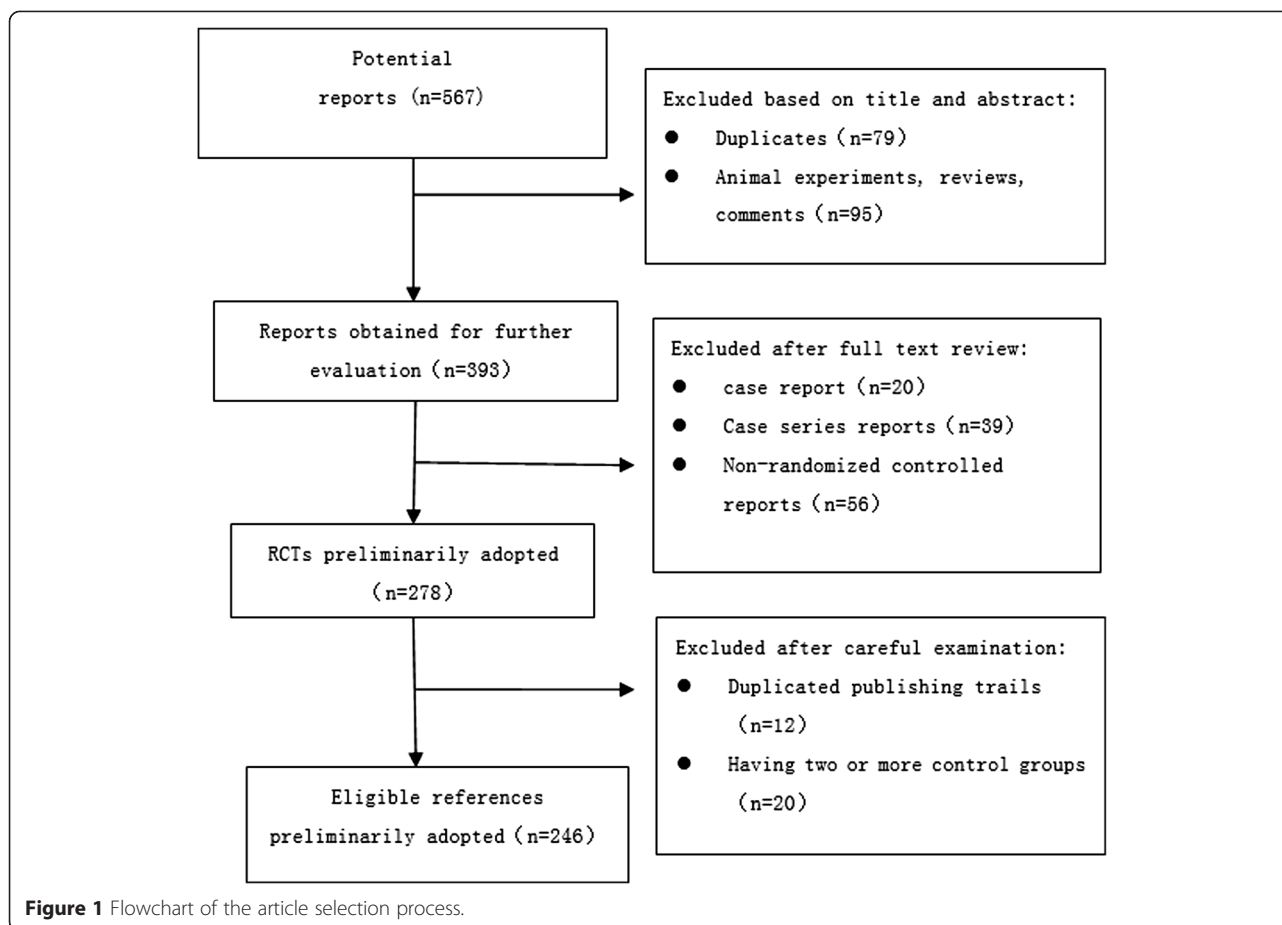 Potential
reports (n=567)
Excluded based on title and abstract:
● Duplicates (n=79)
● Animal experiments, reviews,
comments (n=95)
Reports obtained for further
evaluation (n=393)
Excluded after full text review:
● case report (n=20)
● Case series reports (n=39)
● Non-randomized controlled
reports (n=56)
RCTs preliminarily adopted
(n=278)
Excluded after careful examination:
● Duplicated publishing trails
(n=12)
● Having two or more control groups
(n=20)
Eligible references
preliminarily adopted (n=246)
Figure 1 Flowchart of the article selection process.